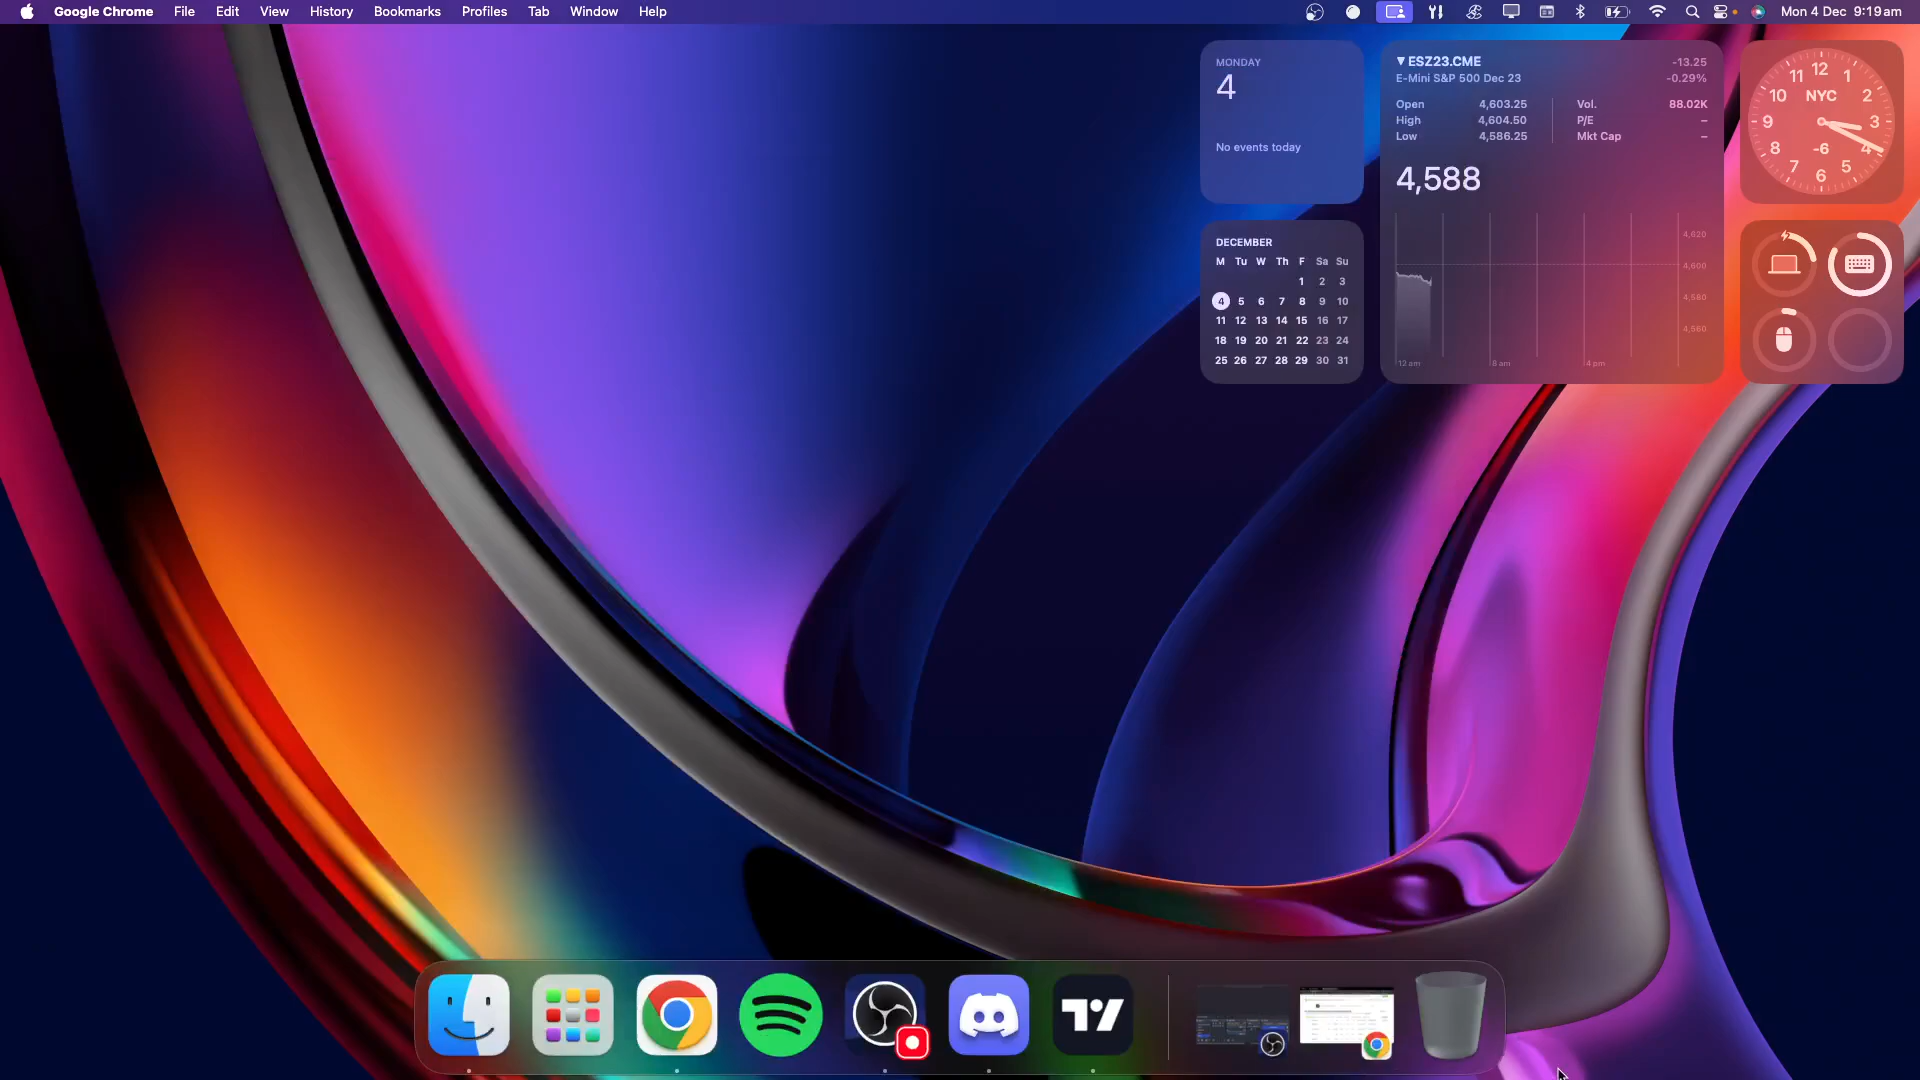 Google Chrome File Edit View History Bookmarks Profiles Tab Window Help
Mon 4 Dec 9:19 am
MONDAY
4
No events today
ESZ23.CME -13.25
E-Mini S&P 500 Dec 23 -0.29%
Open 4,603.25 Vol. 88.02K
High 4,604.50 P/E –
Low 4,586.25 Mkt Cap –
4,588
4,620
4,600
4,580
4,560
12 am 8 am 4 pm
12
11 1
10 NYC 2
9 3
8 -6 4
7 5
6
DECEMBER
M Tu W Th F Sa Su
1 2 3
4 5 6 7 8 9 10
11 12 13 14 15 16 17
18 19 20 21 22 23 24
25 26 27 28 29 30 31